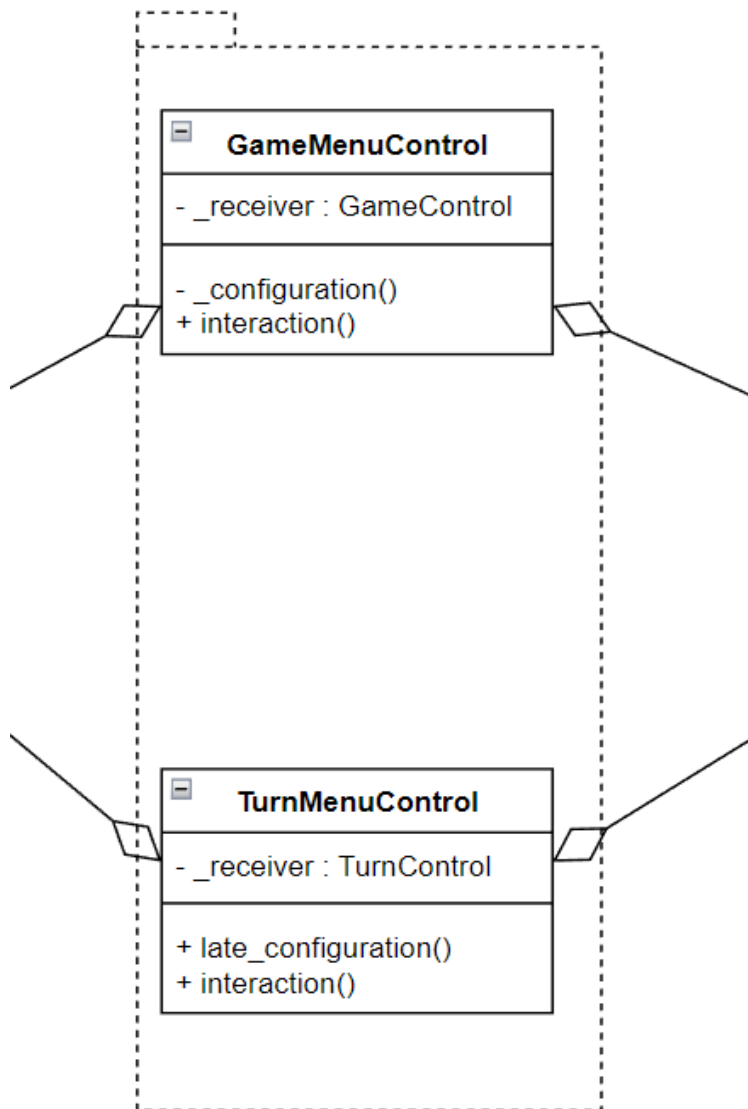 GameMenuControl
- _receiver : GameControl
- _configuration()
+ interaction()
TurnMenuControl
- _receiver : TurnControl
+ late_configuration()
+ interaction()